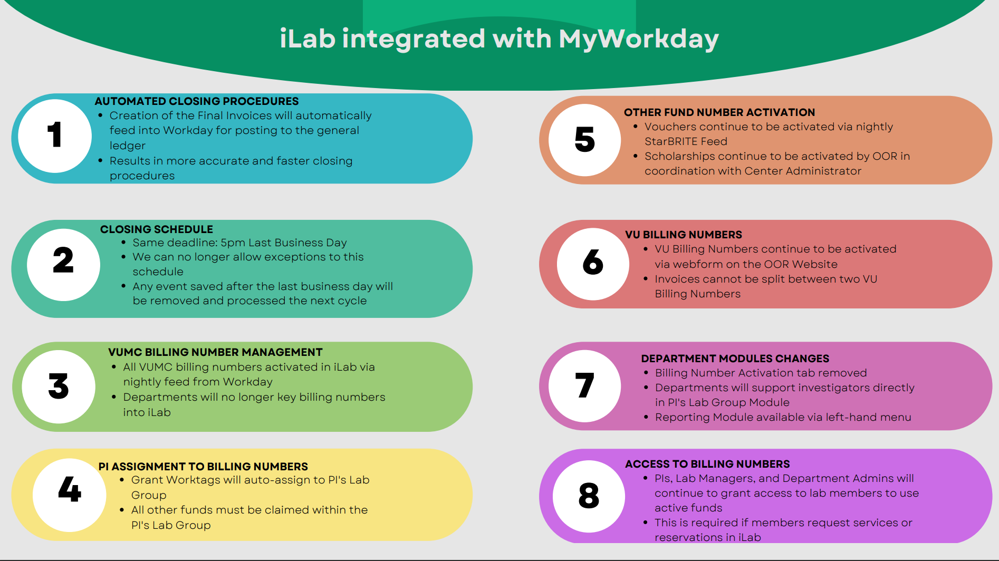 iLab integrated with MyWorkday
1
AUTOMATED CLOSING PROCEDURES
• Creation of the Final Invoices will automatically
feed into Workday for posting to the general
ledger
• Results in more accurate and faster closing
procedures
2
CLOSING SCHEDULE
• Same deadline: 5pm Last Business Day
• We can no longer allow exceptions to this
schedule
• Any event saved after the last business day will
be removed and processed the next cycle
3
VUMC BILLING NUMBER MANAGEMENT
• All VUMC billing numbers activated in iLab via
nightly feed from Workday
• Departments will no longer key billing numbers
into iLab
4
PI ASSIGNMENT TO BILLING NUMBERS
• Grant Worktags will auto-assign to PI's Lab
Group
• All other funds must be claimed within the
PI's Lab Group
5
OTHER FUND NUMBER ACTIVATION
• Vouchers continue to be activated via nightly
StarBRITE Feed
• Scholarships continue to be activated by OOR in
coordination with Center Administrator
6
VU BILLING NUMBERS
• VU Billing Numbers continue to be activated
via webform on the OOR Website
• Invoices cannot be split between two VU
Billing Numbers
7
DEPARTMENT MODULES CHANGES
• Billing Number Activation tab removed
• Departments will support investigators directly
in PI's Lab Group Module
• Reporting Module available via left-hand menu
8
ACCESS TO BILLING NUMBERS
• PIs, Lab Managers, and Department Admins will
continue to grant access to lab members to use
active funds
• This is required if members request services or
reservations in iLab